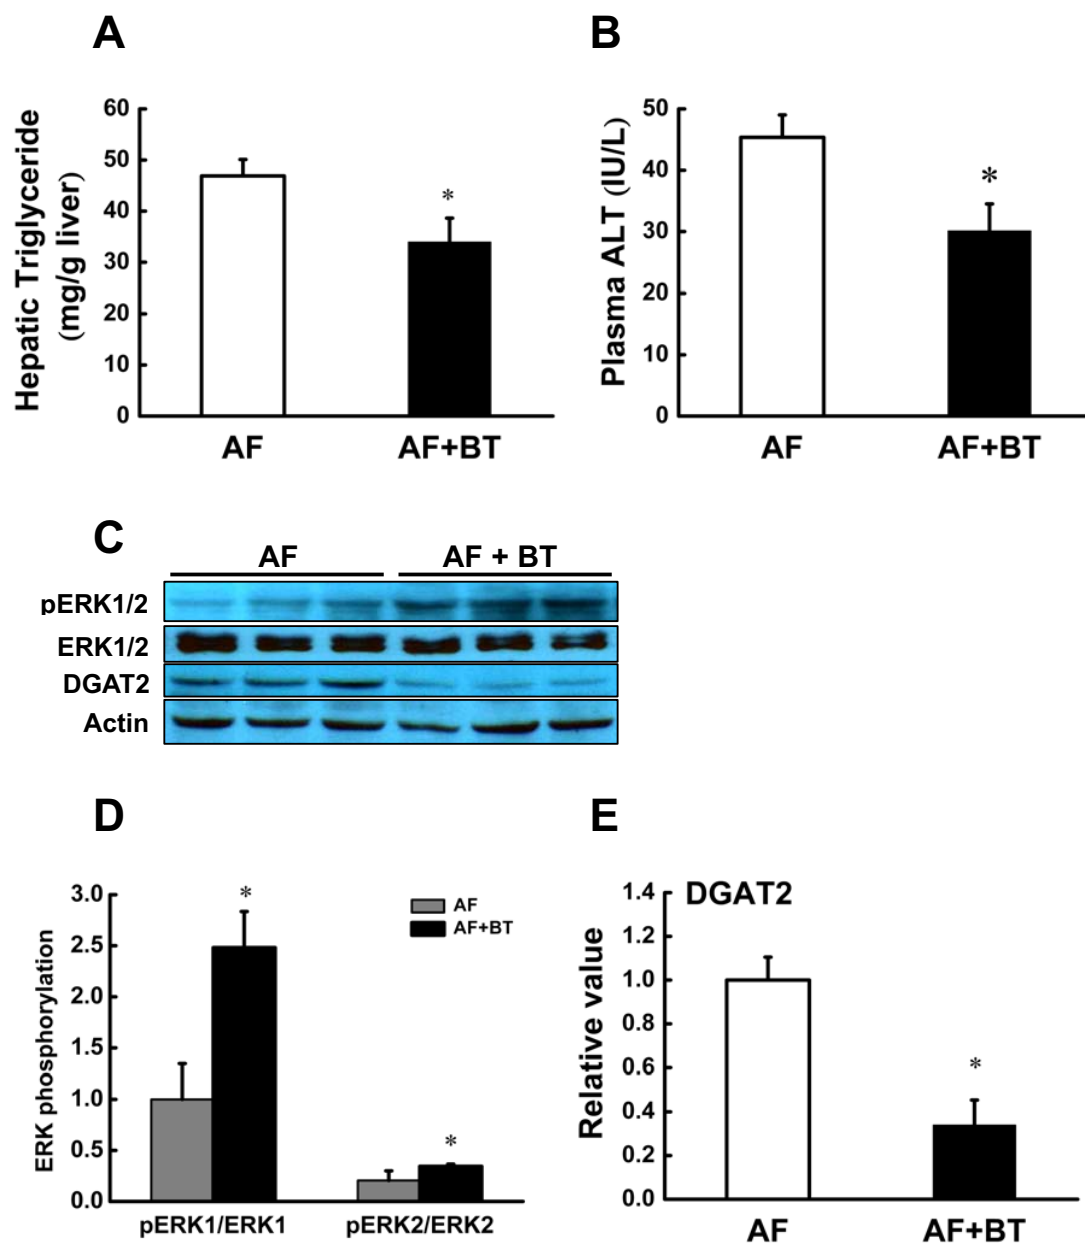 A
Hepatic Triglyceride
(mg/g liver)
60
50
40
30
20
10
0
*
AF
AF+BT
B
Plasma ALT (IU/L)
50
40
30
20
10
0
*
AF
AF+BT
C
AF
AF + BT
pERK1/2
ERK1/2
DGAT2
Actin
D
ERK phosphorylation
3.0
2.5
2.0
1.5
1.0
0.5
0.0
*
*
AF
AF+BT
pERK1/ERK1
pERK2/ERK2
E
DGAT2
Relative value
1.4
1.2
1.0
0.8
0.6
0.4
0.2
0.0
*
AF
AF+BT